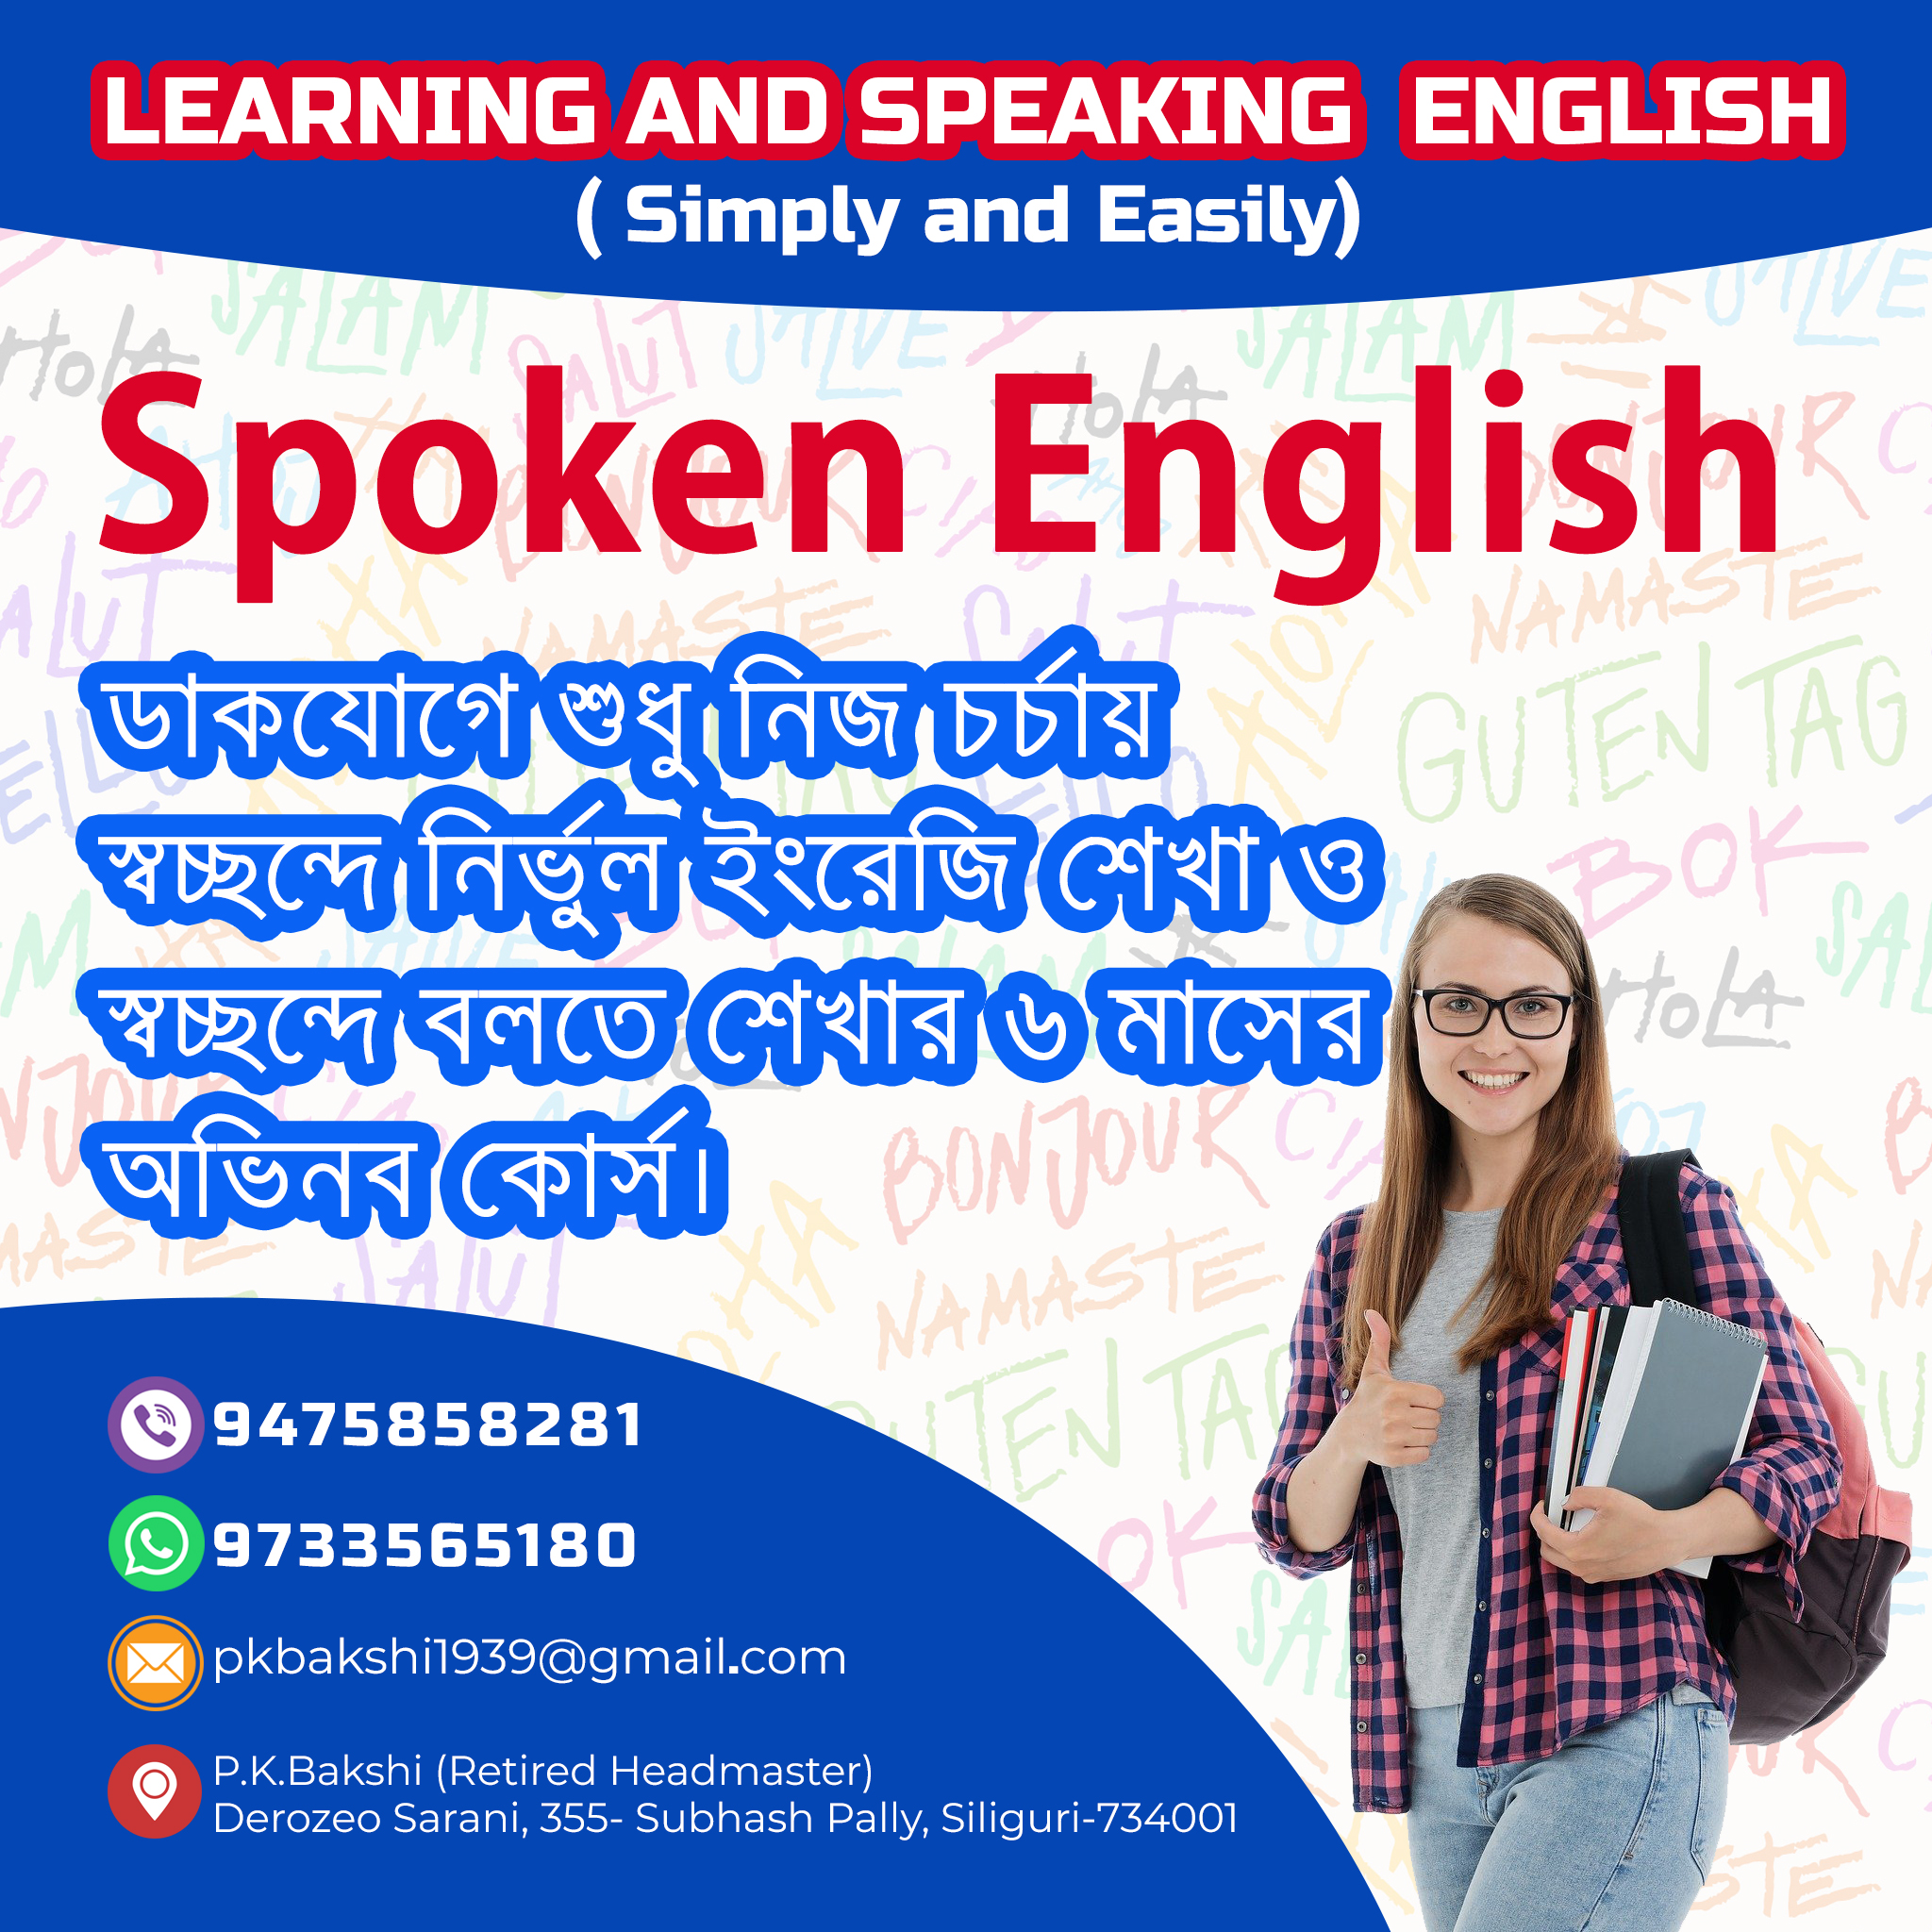 LEARNING AND SPEAKING ENGLISH
( Simply and Easily)
Spoken English
ডাকযোগে শুধু নিজ চর্চায়
স্বচ্ছন্দে নির্ভুল ইংরেজি শেখা ও
স্বচ্ছন্দে বলতে শেখার ৬ মাসের
অভিনব কোর্স।
9475858281
9733565180
pkbakshi1939@gmail.com
P.K.Bakshi (Retired Headmaster)
Derozeo Sarani, 355- Subhash Pally, Siliguri-734001